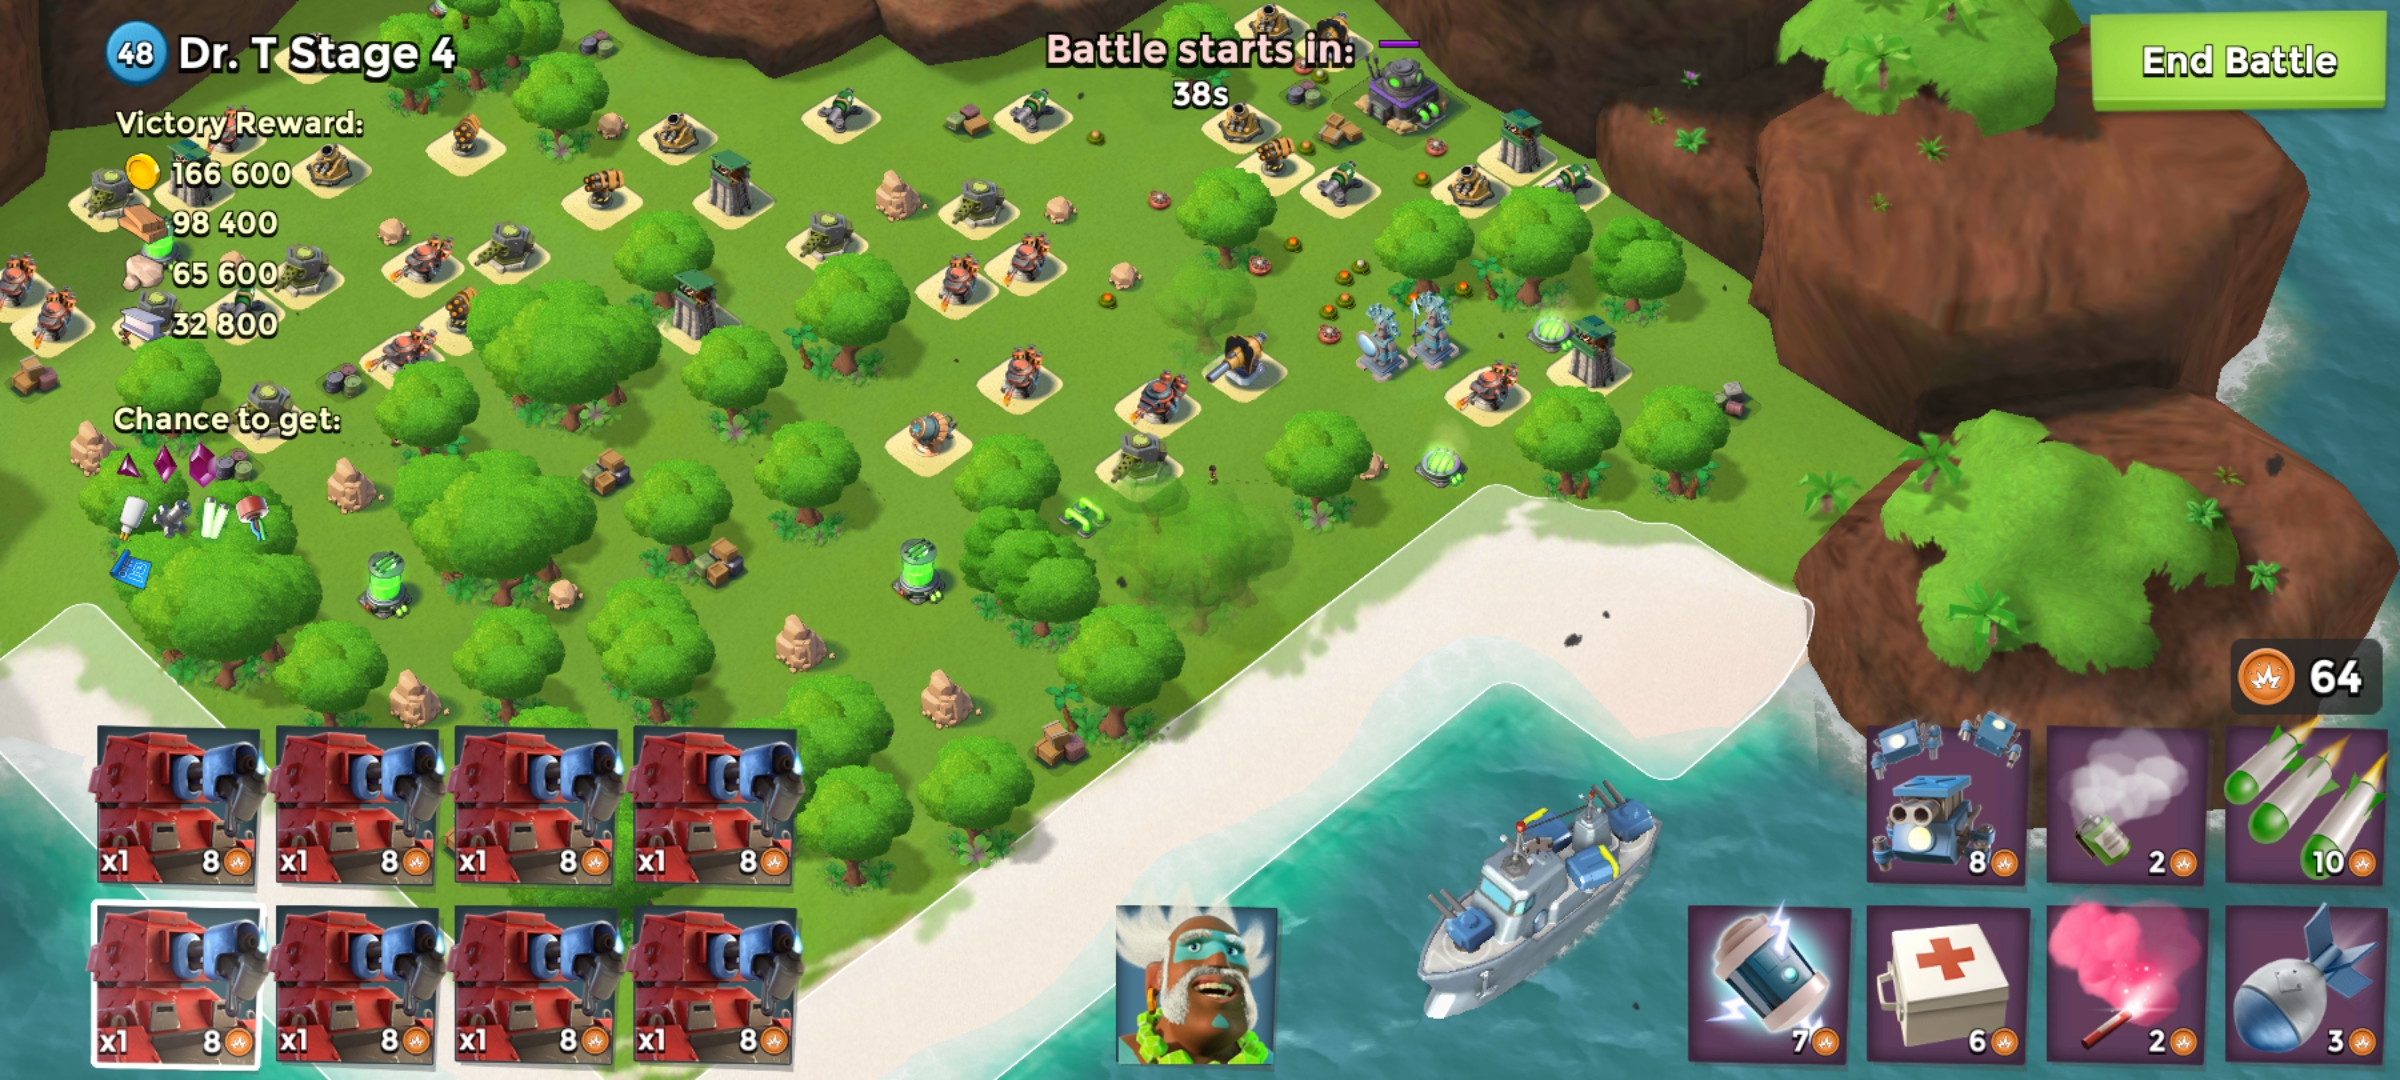 48 Dr. T Stage 4
Battle starts in:
38s
End Battle
Victory Reward:
166 600
98 400
65 600
32 800
Chance to get:
64
x1 8
x1 8
x1 8
x1 8
8
2
10
x1 8
x1 8
x1 8
x1 8
1
7
6
2
3